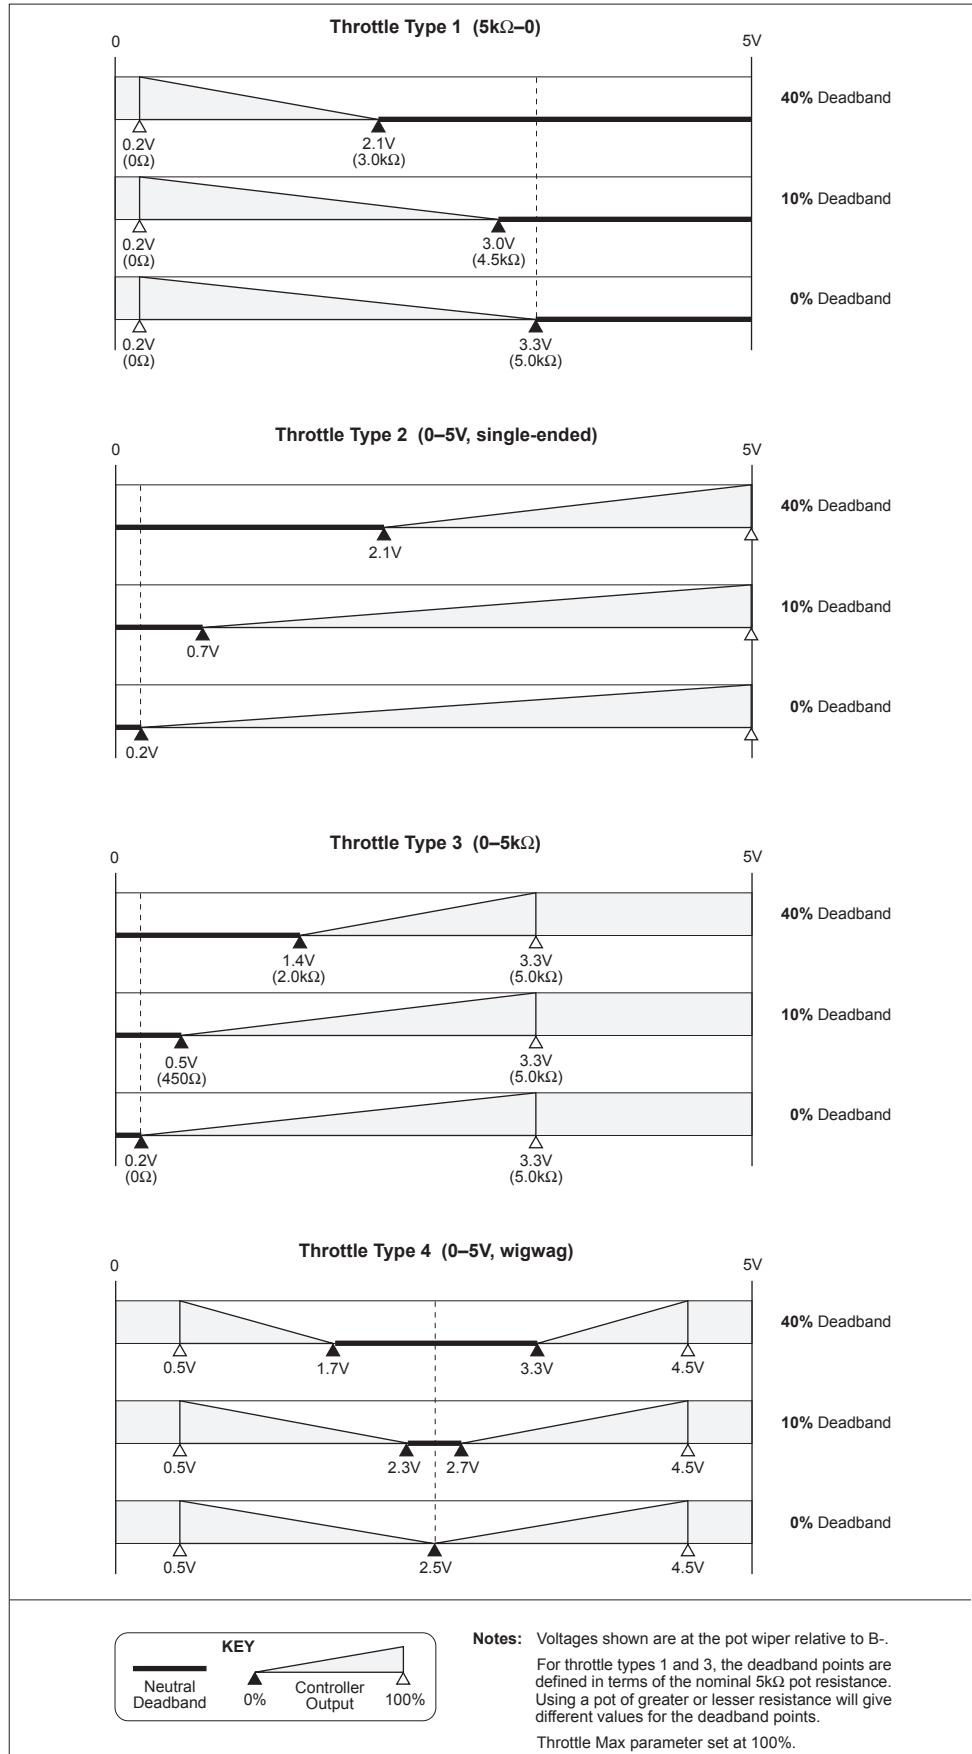 Throttle Type 1 (5kΩ–0)
0
5V
40% Deadband
0.2V
(0Ω)
2.1V
(3.0kΩ)
10% Deadband
0.2V
(0Ω)
3.0V
(4.5kΩ)
0% Deadband
0.2V
(0Ω)
3.3V
(5.0kΩ)
Throttle Type 2 (0–5V, single-ended)
0
5V
40% Deadband
2.1V
10% Deadband
0.7V
0% Deadband
0.2V
Throttle Type 3 (0–5kΩ)
0
5V
40% Deadband
1.4V
(2.0kΩ)
3.3V
(5.0kΩ)
10% Deadband
0.5V
(450Ω)
3.3V
(5.0kΩ)
0% Deadband
0.2V
(0Ω)
3.3V
(5.0kΩ)
Throttle Type 4 (0–5V, wigwag)
0
5V
40% Deadband
0.5V
1.7V
3.3V
4.5V
10% Deadband
0.5V
2.3V
2.7V
4.5V
0% Deadband
0.5V
2.5V
4.5V
KEY
Neutral
Deadband
0%
Controller
Output
100%
Notes: Voltages shown are at the pot wiper relative to B-.
For throttle types 1 and 3, the deadband points are
defined in terms of the nominal 5kΩ pot resistance.
Using a pot of greater or lesser resistance will give
different values for the deadband points.
Throttle Max parameter set at 100%.